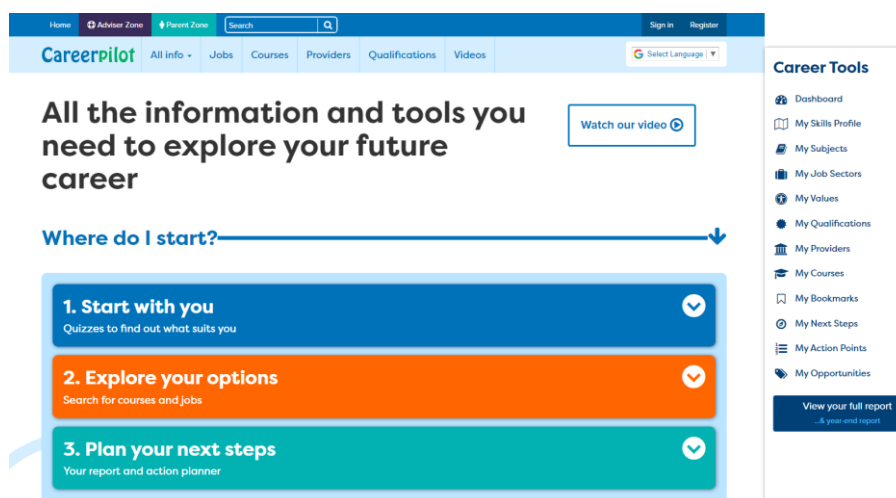 Home Adviser Zone Parent Zone Search Sign in Register
Careerpilot All info Jobs Courses Providers Qualifications Videos Select Language
All the information and tools you
need to explore your future
career
Watch our video
Where do I start?
1. Start with you
Quizzes to find out what suits you
2. Explore your options
Search for courses and jobs
3. Plan your next steps
Your report and action planner
Career Tools
Dashboard
My Skills Profile
My Subjects
My Job Sectors
My Values
My Qualifications
My Providers
My Courses
My Bookmarks
My Next Steps
My Action Points
My Opportunities
View your full report
...& year-end report